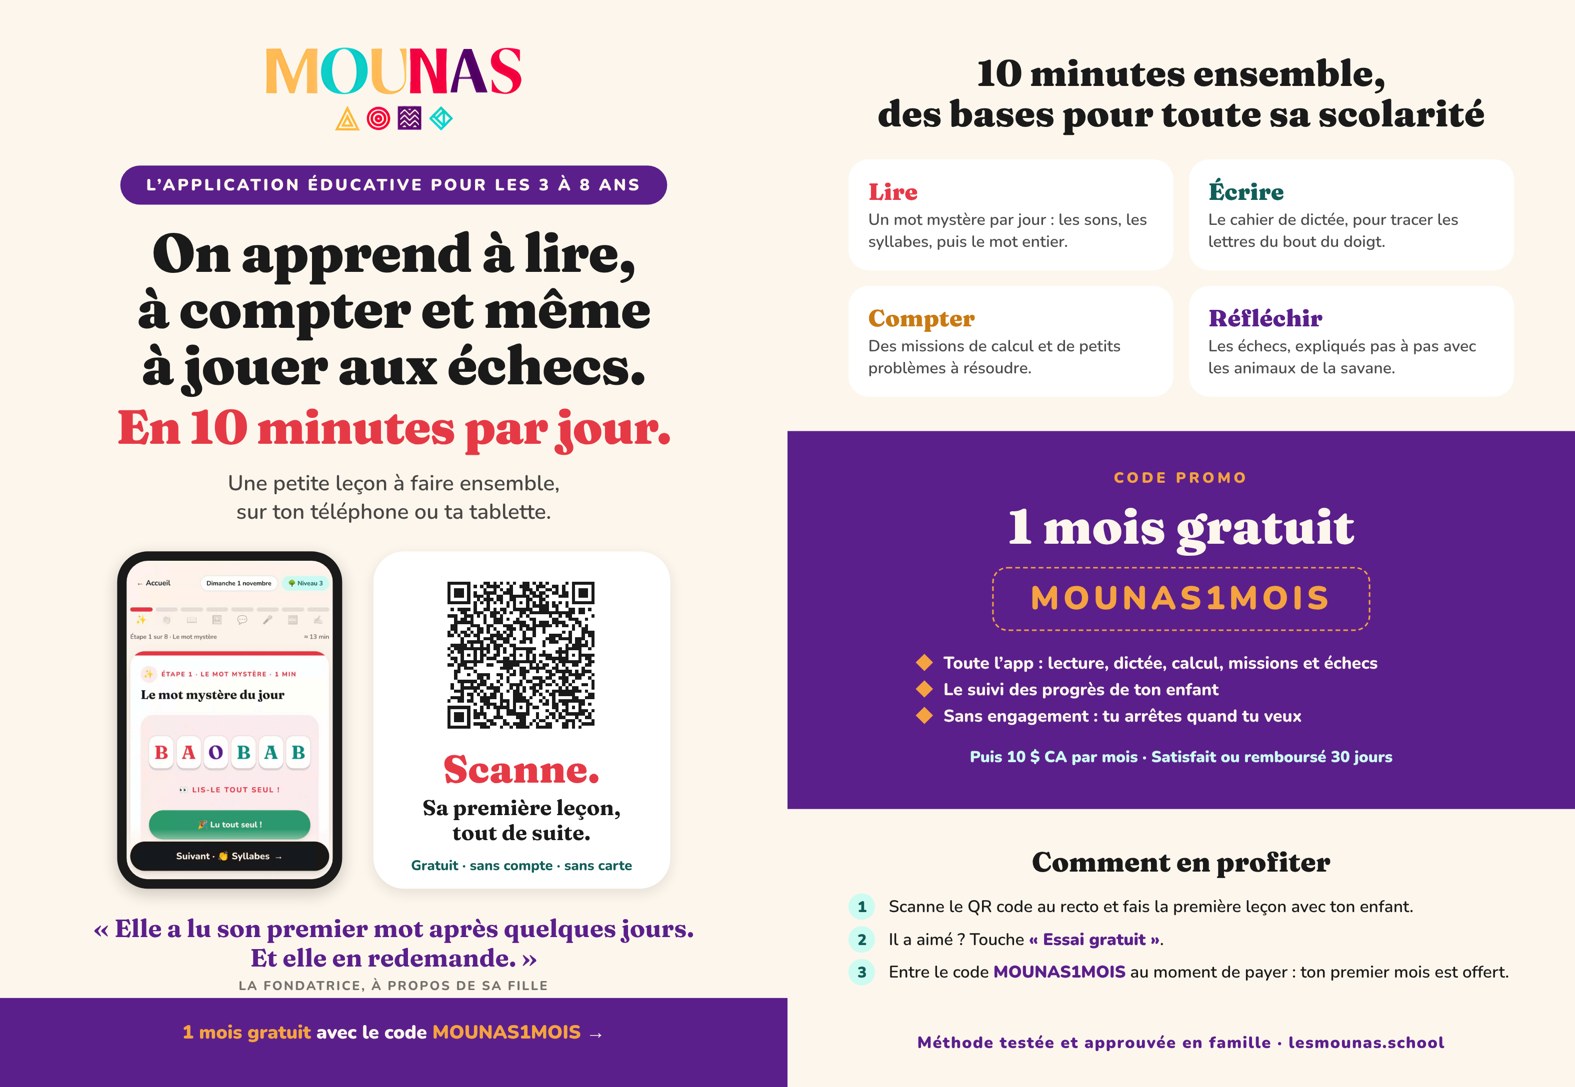 MOUNAS
L'APPLICATION ÉDUCATIVE POUR LES 3 À 8 ANS
On apprend à lire,
à compter et même
à jouer aux échecs.
En 10 minutes par jour.
Une petite leçon à faire ensemble,
sur ton téléphone ou ta tablette.
← Accueil
Dimanche 1 novembre
Niveau 3
Étape 1 sur 8 · Le mot mystère
≈ 13 min
ÉTAPE 1 · LE MOT MYSTÈRE · 1 MIN
Le mot mystère du jour
B A O B A B
LIS-LE TOUT SEUL !
Lu tout seul !
Suivant · Syllabes →
Scanne.
Sa première leçon,
tout de suite.
Gratuit · sans compte · sans carte
« Elle a lu son premier mot après quelques jours.
Et elle en redemande. »
LA FONDATRICE, À PROPOS DE SA FILLE
1 mois gratuit avec le code MOUNAS1MOIS →
10 minutes ensemble,
des bases pour toute sa scolarité
Lire
Un mot mystère par jour : les sons, les
syllabes, puis le mot entier.
Écrire
Le cahier de dictée, pour tracer les
lettres du bout du doigt.
Compter
Des missions de calcul et de petits
problèmes à résoudre.
Réfléchir
Les échecs, expliqués pas à pas avec
les animaux de la savane.
CODE PROMO
1 mois gratuit
MOUNAS1MOIS
Toute l'app : lecture, dictée, calcul, missions et échecs
Le suivi des progrès de ton enfant
Sans engagement : tu arrêtes quand tu veux
Puis 10 $ CA par mois · Satisfait ou remboursé 30 jours
Comment en profiter
1 Scanne le QR code au recto et fais la première leçon avec ton enfant.
2 Il a aimé ? Touche « Essai gratuit ».
3 Entre le code MOUNAS1MOIS au moment de payer : ton premier mois est offert.
Méthode testée et approuvée en famille · lesmounas.school